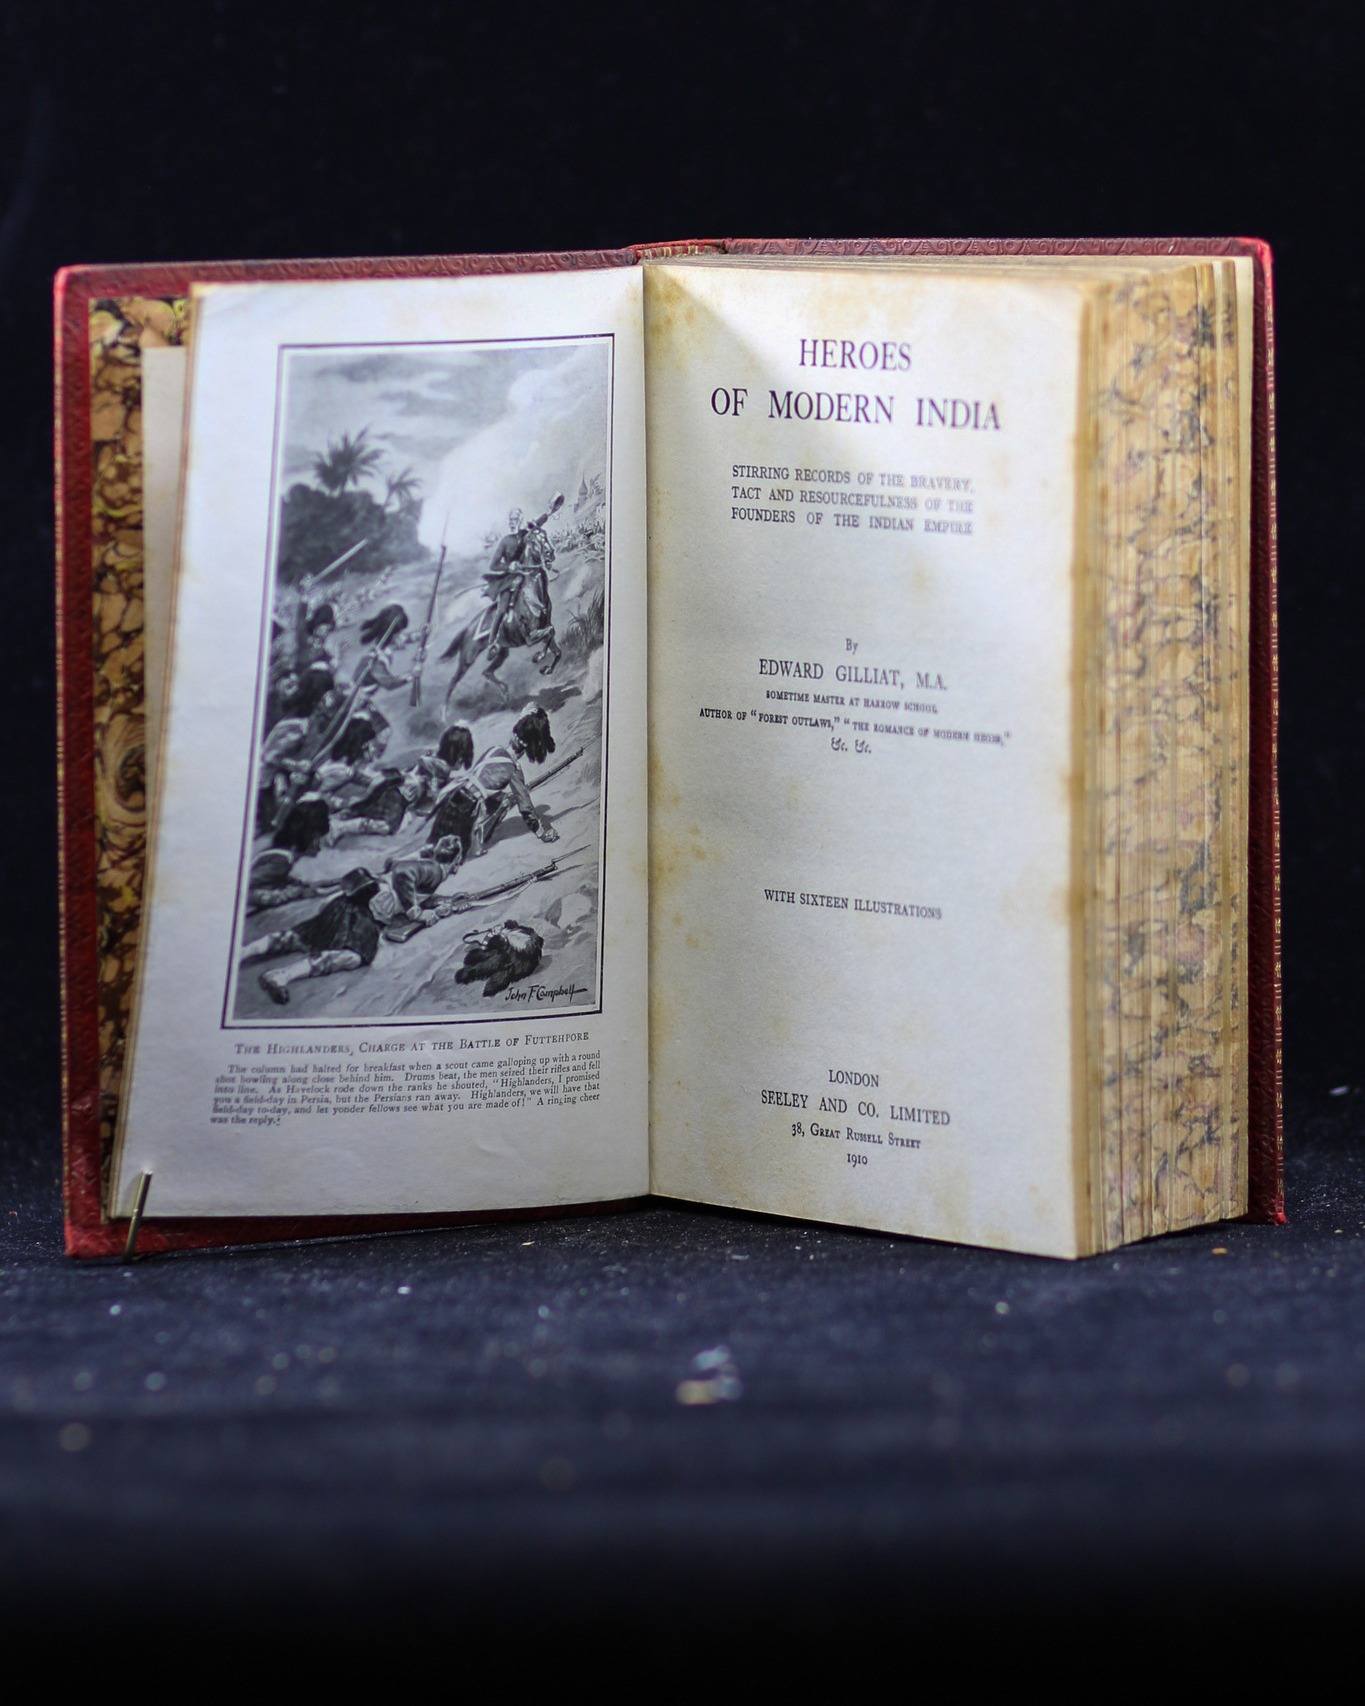 John F Campbell
THE HIGHLANDERS, CHARGE AT THE BATTLE OF FUTTEHPORE
The column had halted for breakfast when a scout came galloping up with a round
shot bowling along close behind him. Drums beat, the men seized their rifles and fell
into line. As Havelock rode down the ranks he shouted, "Highlanders, I promised
you a field-day in Persia, but the Persians ran away. Highlanders, we will have that
field-day to-day, and let yonder fellows see what you are made of!" A ringing cheer
was the reply.
HEROES
OF MODERN INDIA
STIRRING RECORDS OF THE BRAVERY,
TACT AND RESOURCEFULNESS OF THE
FOUNDERS OF THE INDIAN EMPIRE
By
EDWARD GILLIAT, M.A.
SOMETIME MASTER AT HARROW SCHOOL
AUTHOR OF "FOREST OUTLAWS," "THE ROMANCE OF MODERN SIEGES,"
&c. &c.
WITH SIXTEEN ILLUSTRATIONS
LONDON
SEELEY AND CO. LIMITED
38, GREAT RUSSELL STREET
1910